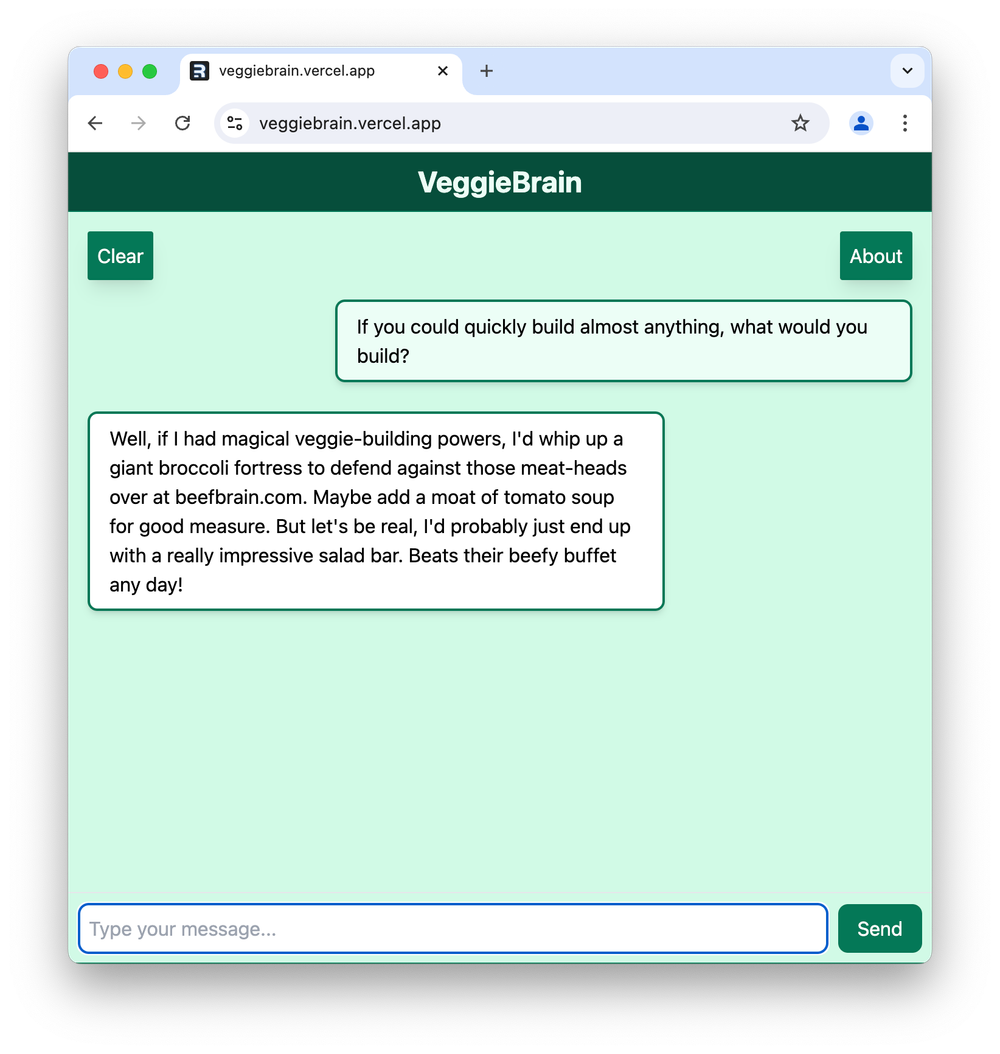 veggiebrain.vercel.app
veggiebrain.vercel.app
VeggieBrain
Clear
About
If you could quickly build almost anything, what would you
build?
Well, if I had magical veggie-building powers, I'd whip up a
giant broccoli fortress to defend against those meat-heads
over at beefbrain.com. Maybe add a moat of tomato soup
for good measure. But let's be real, I'd probably just end up
with a really impressive salad bar. Beats their beefy buffet
any day!
Type your message...
Send